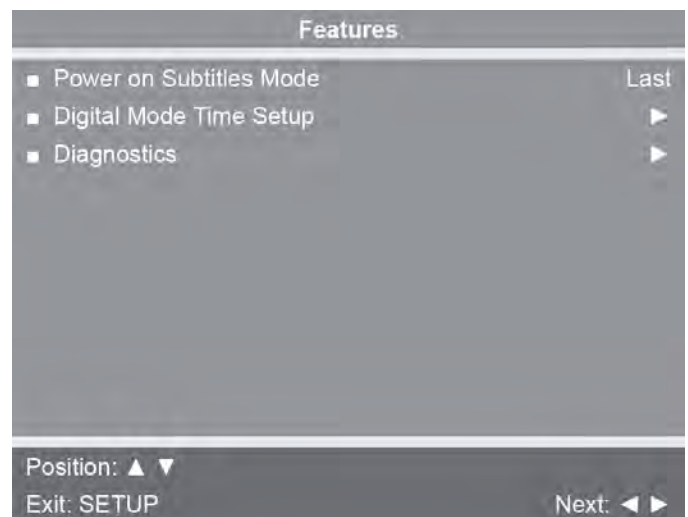 Features
■ Power on Subtitles Mode Last
■ Digital Mode Time Setup ▶
■ Diagnostics ▶
Position: ▲ ▼
Exit: SETUP Next: ◀ ▶